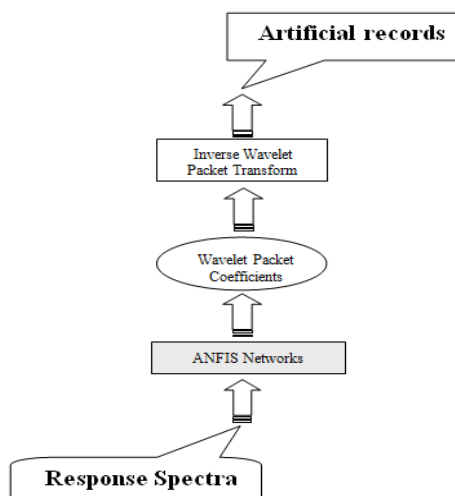 Artificial records
Inverse Wavelet
Packet Transform
Wavelet Packet
Coefficients
ANFIS Networks
Response Spectra